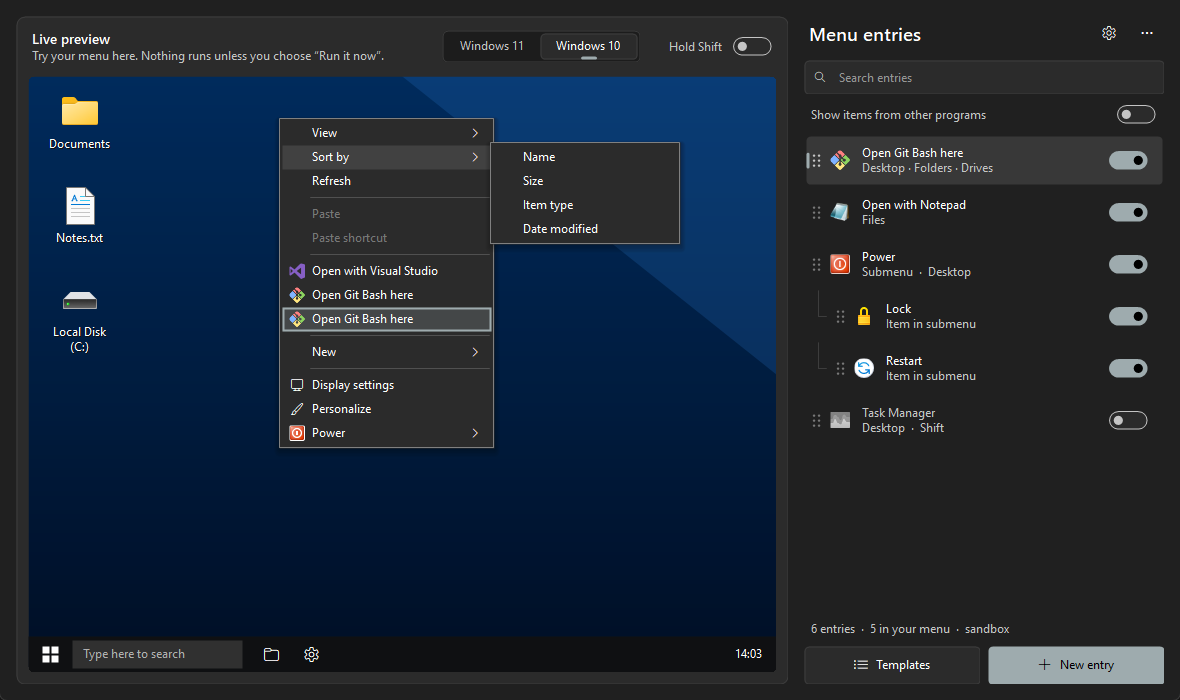 Live preview
Try your menu here. Nothing runs unless you choose “Run it now”.
Windows 11
Windows 10
Hold Shift
Documents
Notes.txt
Local Disk
(C:)
View
Sort by
Refresh
Paste
Paste shortcut
Open with Visual Studio
Open Git Bash here
Open Git Bash here
New
Display settings
Personalize
Power
Name
Size
Item type
Date modified
Type here to search
14:03
Menu entries
Search entries
Show items from other programs
Open Git Bash here
Desktop · Folders · Drives
Open with Notepad
Files
Power
Submenu · Desktop
Lock
Item in submenu
Restart
Item in submenu
Task Manager
Desktop · Shift
6 entries · 5 in your menu · sandbox
Templates
New entry